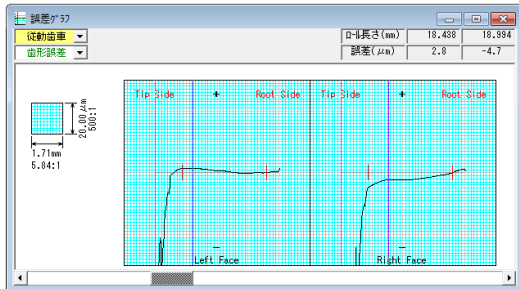 誤差グラフ
従動歯車
歯形誤差
ロール長さ(mm) 18.438 18.994
誤差(μm) 2.8 -4.7
20.00μm
500:1
1.71mm
5.84:1
Tip Side + Root Side Tip Side + Root Side
− −
Left Face Right Face